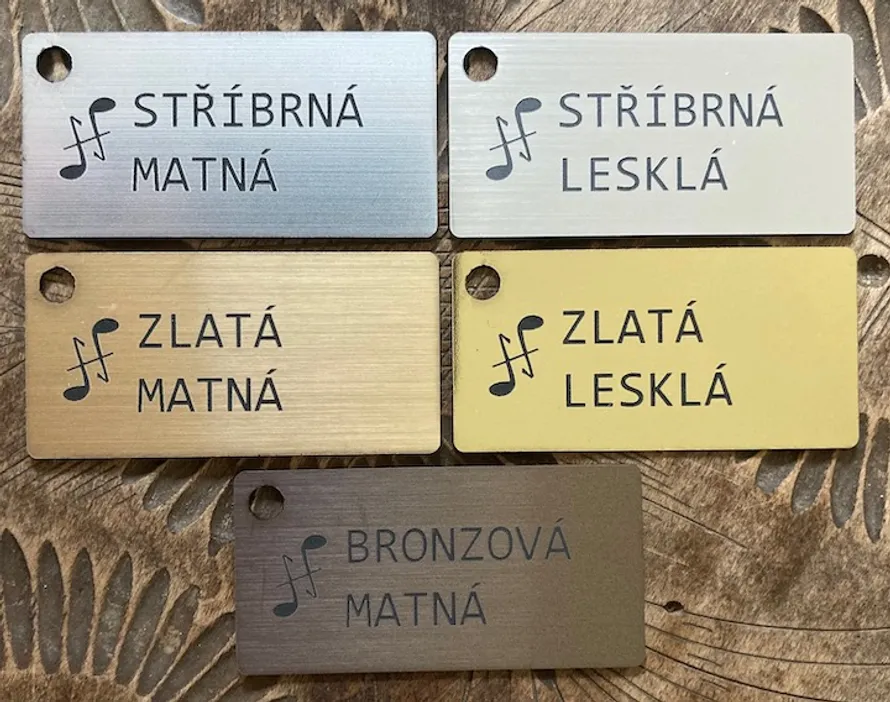 STŘÍBRNÁ
MATNÁ
STŘÍBRNÁ
LESKLÁ
ZLATÁ
MATNÁ
ZLATÁ
LESKLÁ
BRONZOVÁ
MATNÁ